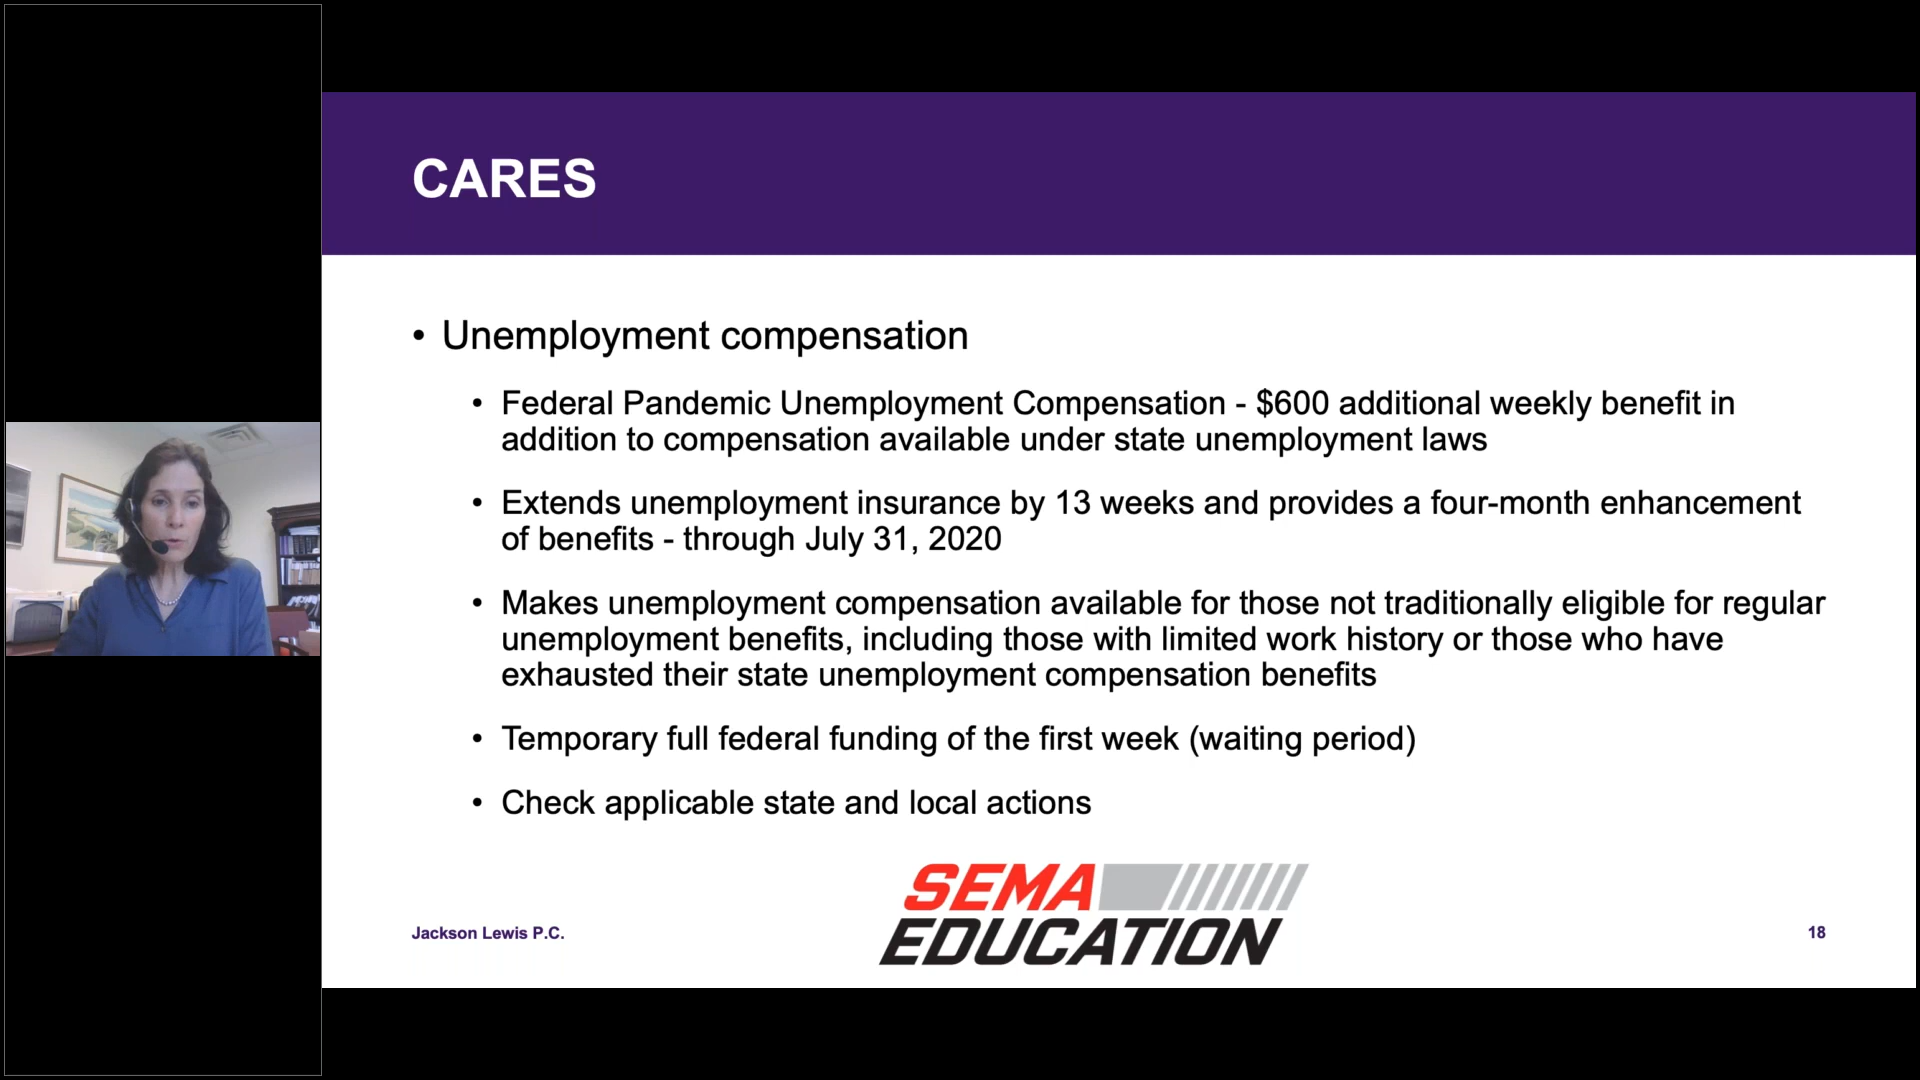 CARES
• Unemployment compensation
• Federal Pandemic Unemployment Compensation - $600 additional weekly benefit in
addition to compensation available under state unemployment laws
• Extends unemployment insurance by 13 weeks and provides a four-month enhancement
of benefits - through July 31, 2020
• Makes unemployment compensation available for those not traditionally eligible for regular
unemployment benefits, including those with limited work history or those who have
exhausted their state unemployment compensation benefits
• Temporary full federal funding of the first week (waiting period)
• Check applicable state and local actions
SEMA
EDUCATION
Jackson Lewis P.C.
18